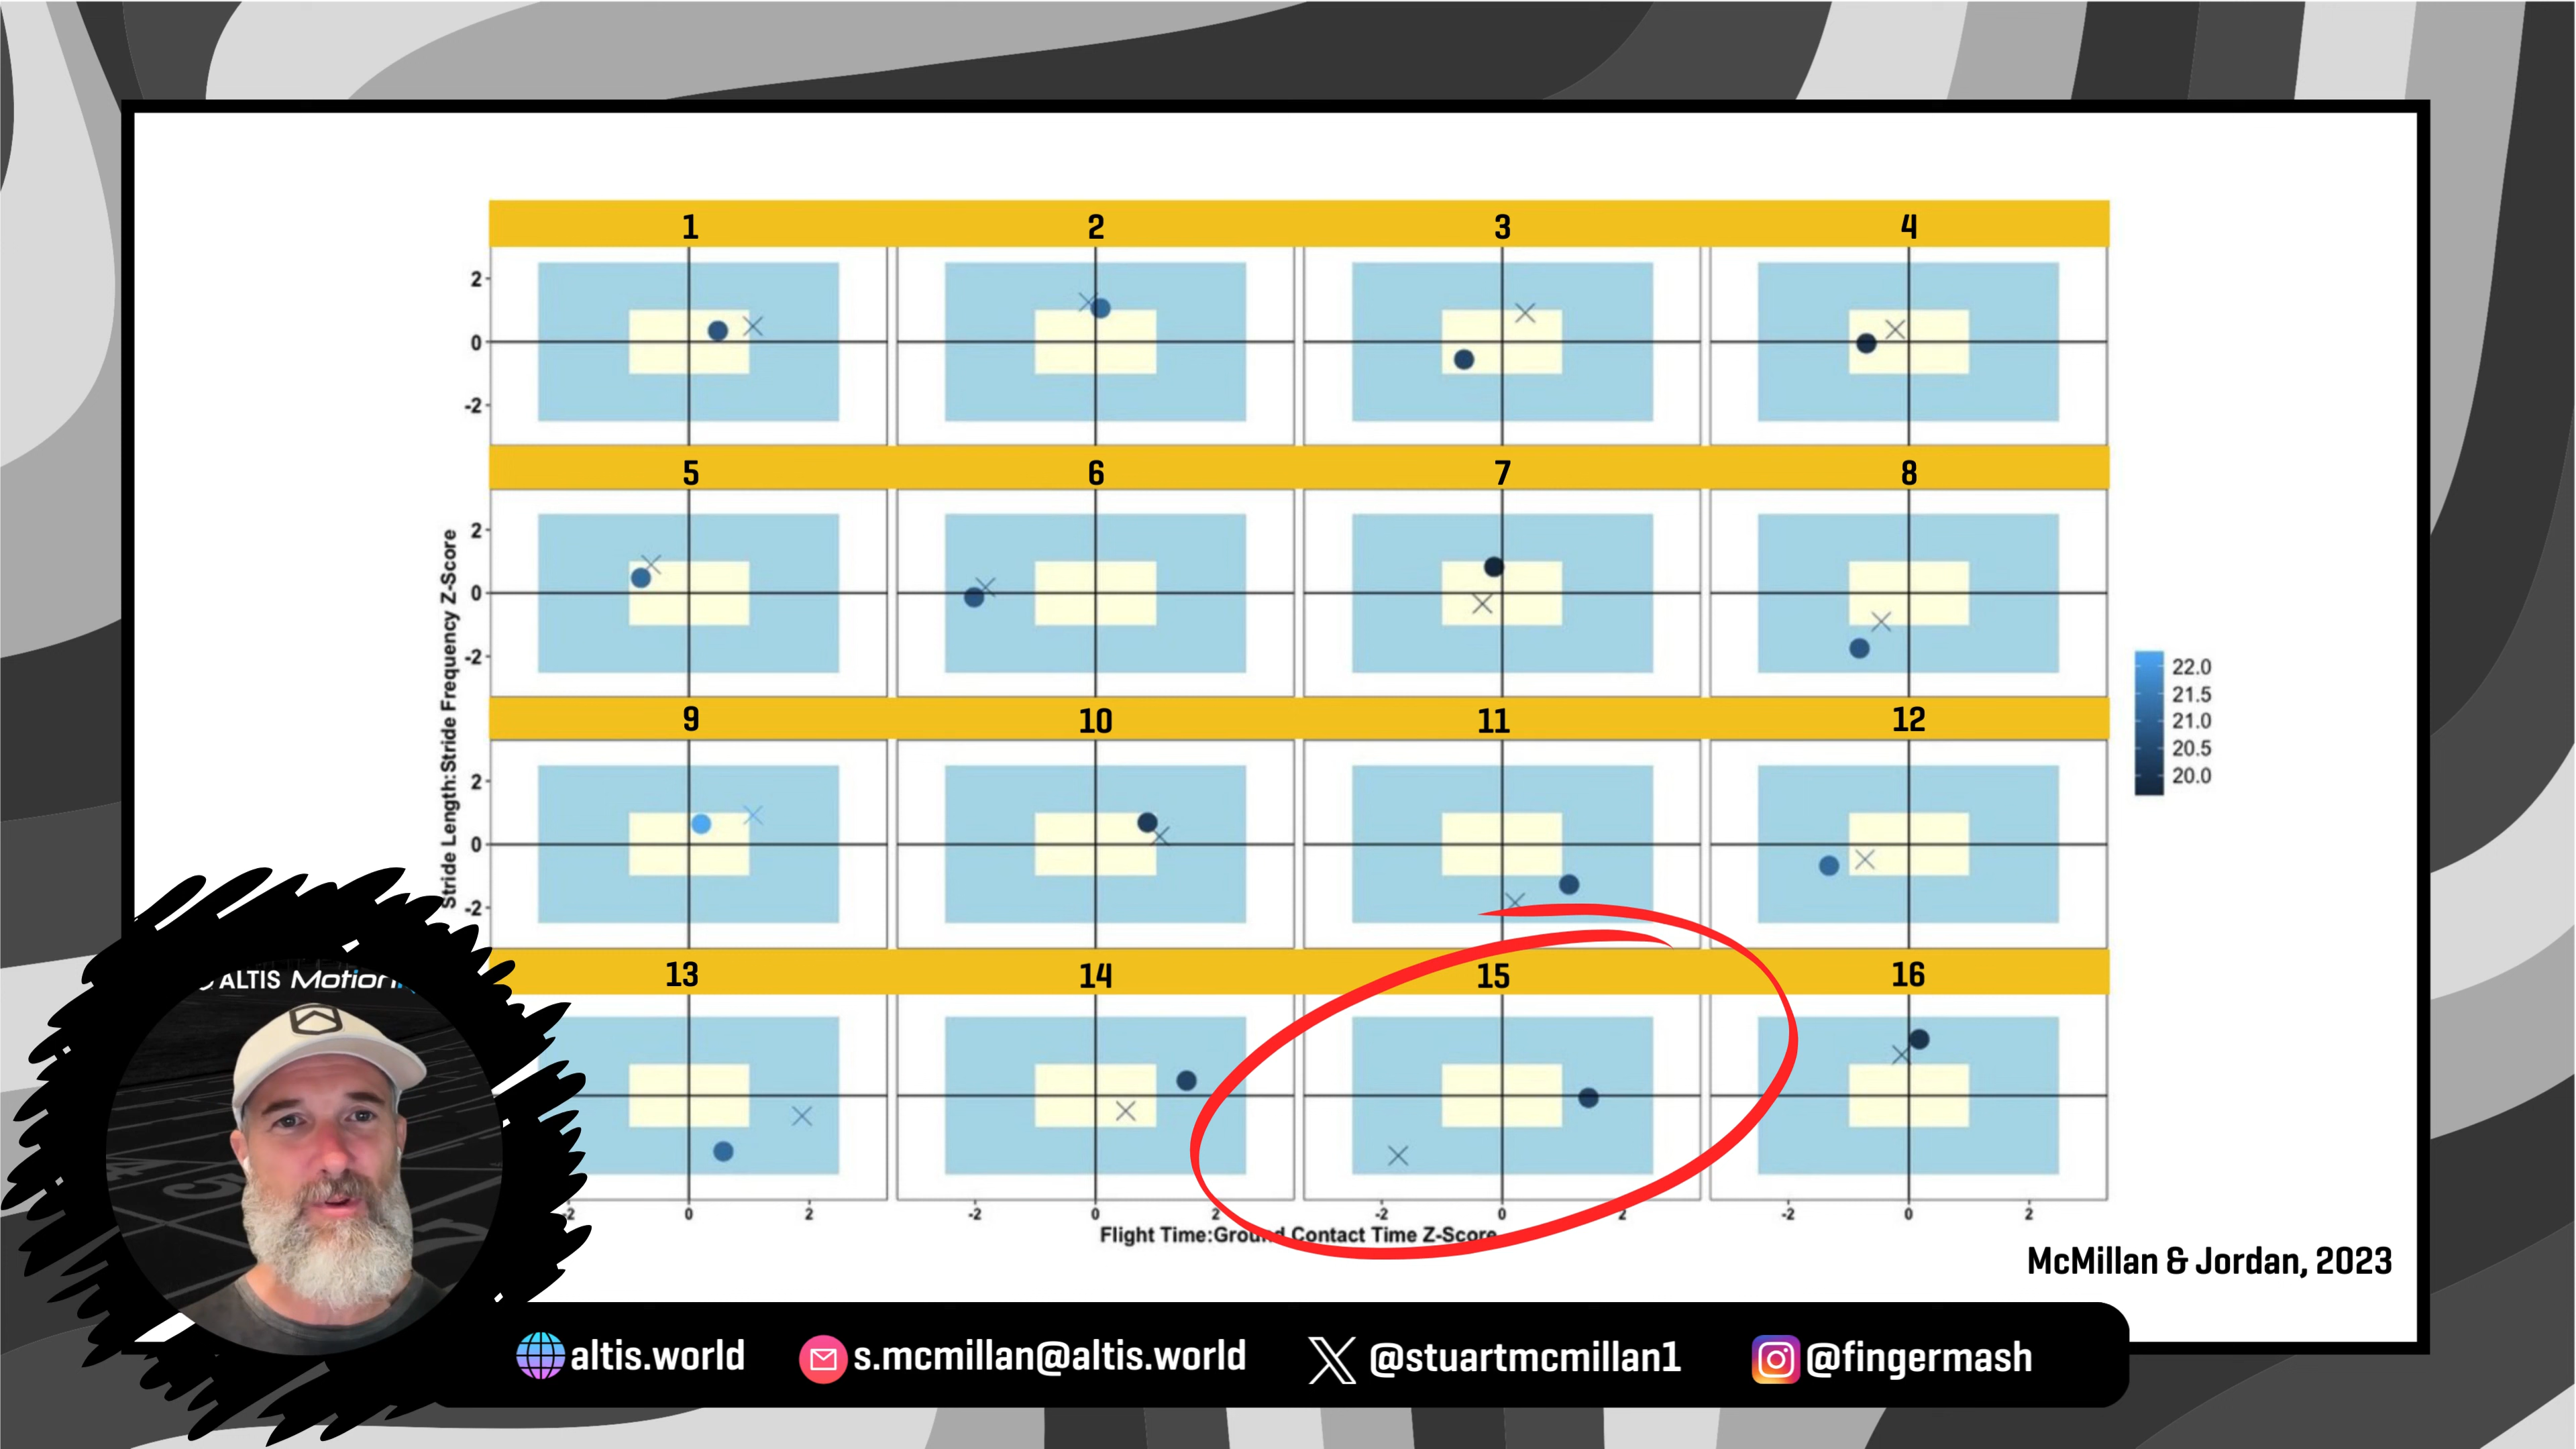 1 2 3 4
2
0
-2
5 6 7 8
2
0
-2
9 10 11 12
2
0
-2
13 14 15 16
-2 0 2 -2 0 2 -2 0 2 -2 0 2
Stride Length:Stride Frequency Z-Score
Flight Time:Ground Contact Time Z-Score
22.0
21.5
21.0
20.5
20.0
McMillan & Jordan, 2023
ALTIS Motion
altis.world s.mcmillan@altis.world @stuartmcmillan1 @fingermash